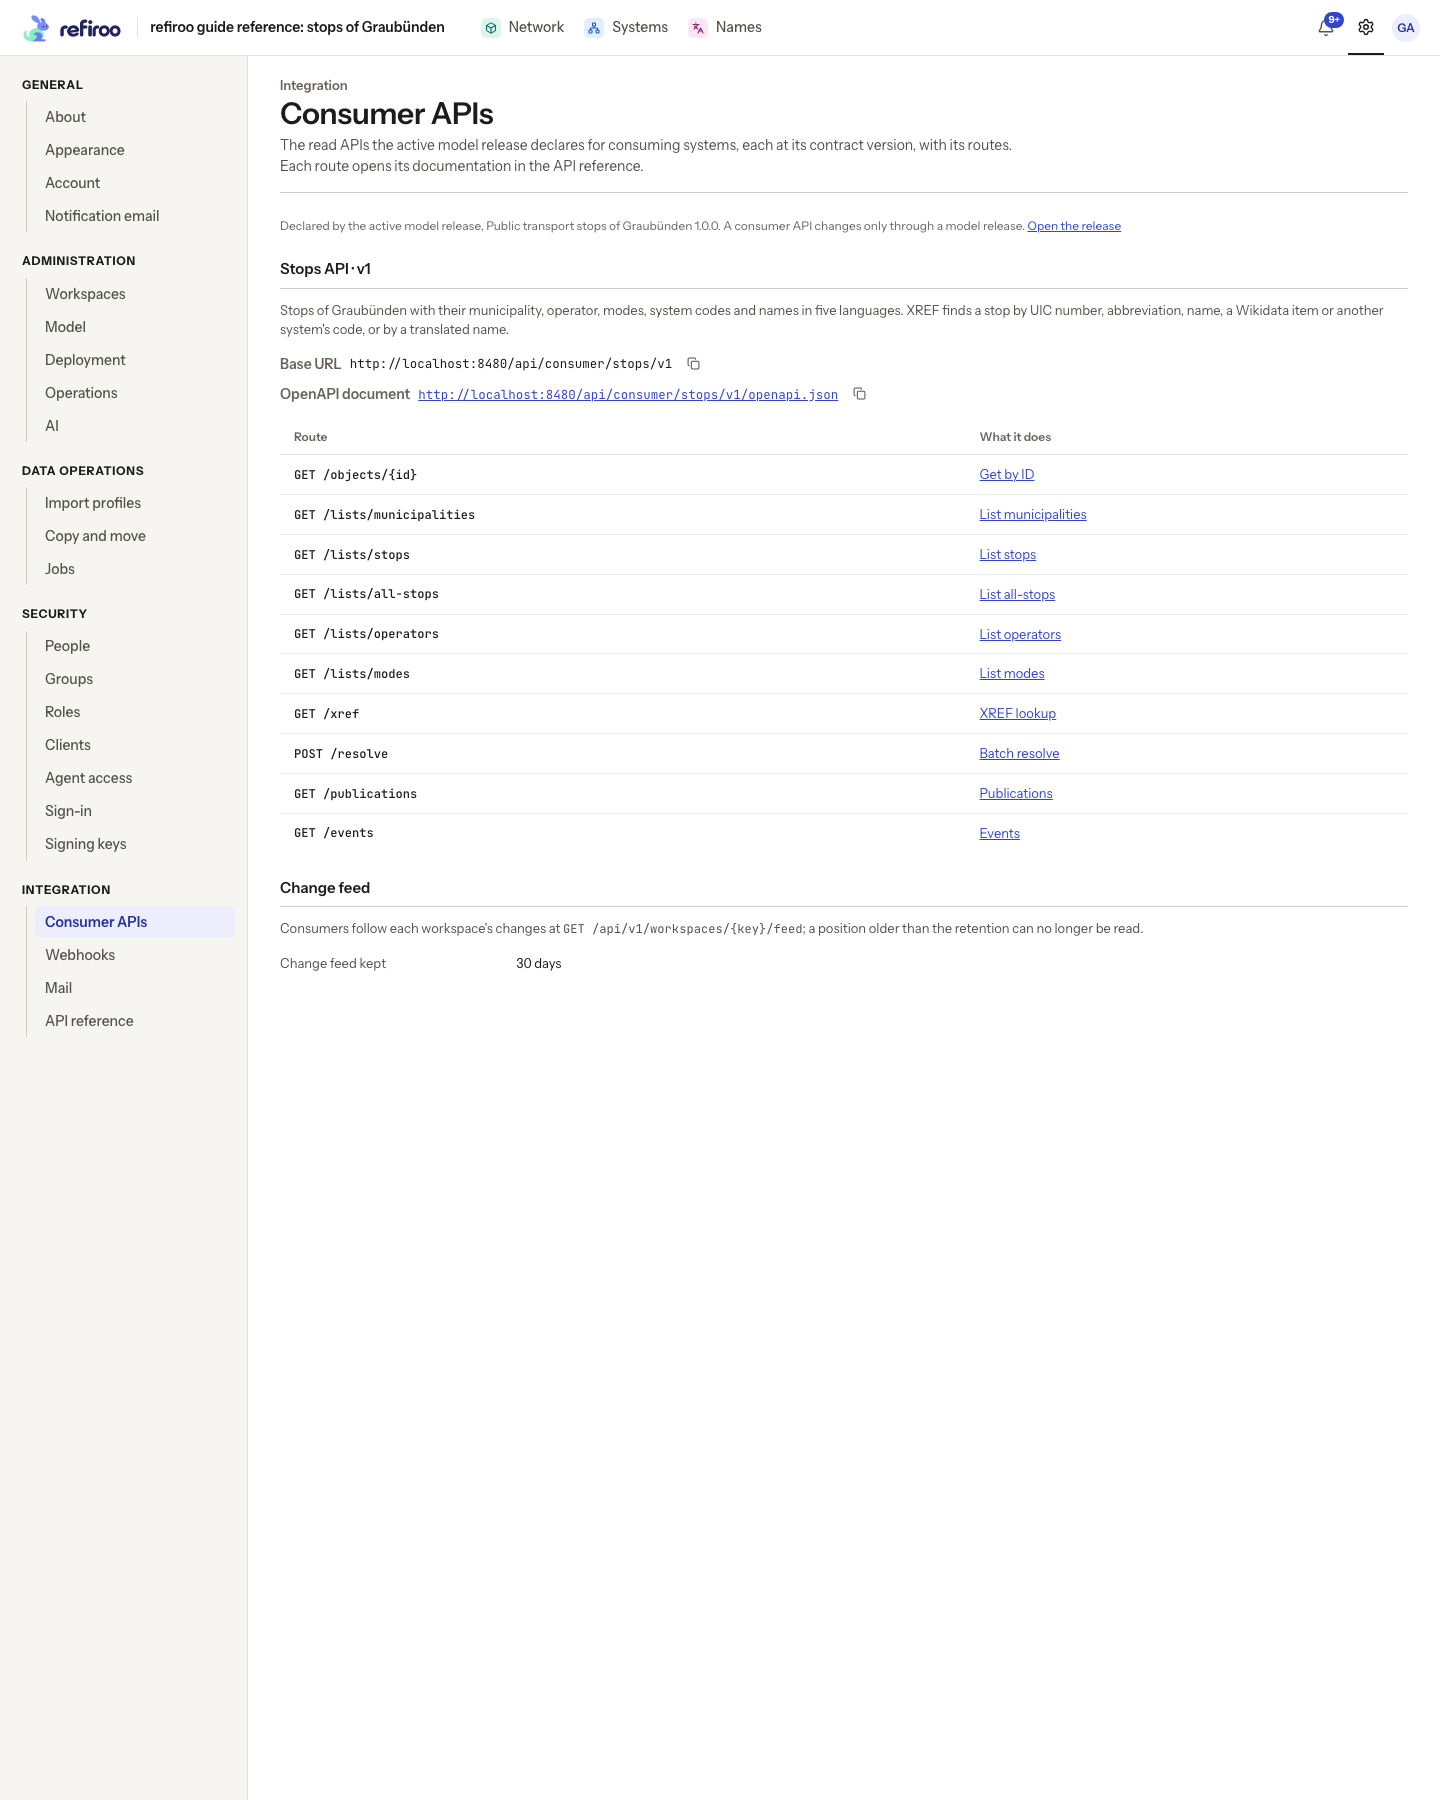 refiroo
refiroo guide reference: stops of Graubünden
Network
Systems
Names
9+
GA
GENERAL
About
Appearance
Account
Notification email
ADMINISTRATION
Workspaces
Model
Deployment
Operations
AI
DATA OPERATIONS
Import profiles
Copy and move
Jobs
SECURITY
People
Groups
Roles
Clients
Agent access
Sign-in
Signing keys
INTEGRATION
Consumer APIs
Webhooks
Mail
API reference
Integration
Consumer APIs
The read APIs the active model release declares for consuming systems, each at its contract version, with its routes.
Each route opens its documentation in the API reference.
Declared by the active model release, Public transport stops of Graubünden 1.0.0. A consumer API changes only through a model release. Open the release
Stops API · v1
Stops of Graubünden with their municipality, operator, modes, system codes and names in five languages. XREF finds a stop by UIC number, abbreviation, name, a Wikidata item or another
system's code, or by a translated name.
Base URL http://localhost:8480/api/consumer/stops/v1
OpenAPI document http://localhost:8480/api/consumer/stops/v1/openapi.json
Route What it does
GET /objects/{id} Get by ID
GET /lists/municipalities List municipalities
GET /lists/stops List stops
GET /lists/all-stops List all-stops
GET /lists/operators List operators
GET /lists/modes List modes
GET /xref XREF lookup
POST /resolve Batch resolve
GET /publications Publications
GET /events Events
Change feed
Consumers follow each workspace's changes at GET /api/v1/workspaces/{key}/feed; a position older than the retention can no longer be read.
Change feed kept 30 days